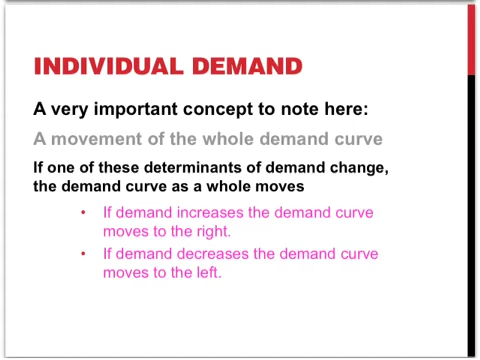 INDIVIDUAL DEMAND
A very important concept to note here:
A movement of the whole demand curve
If one of these determinants of demand change,
the demand curve as a whole moves
• If demand increases the demand curve
moves to the right.
• If demand decreases the demand curve
moves to the left.